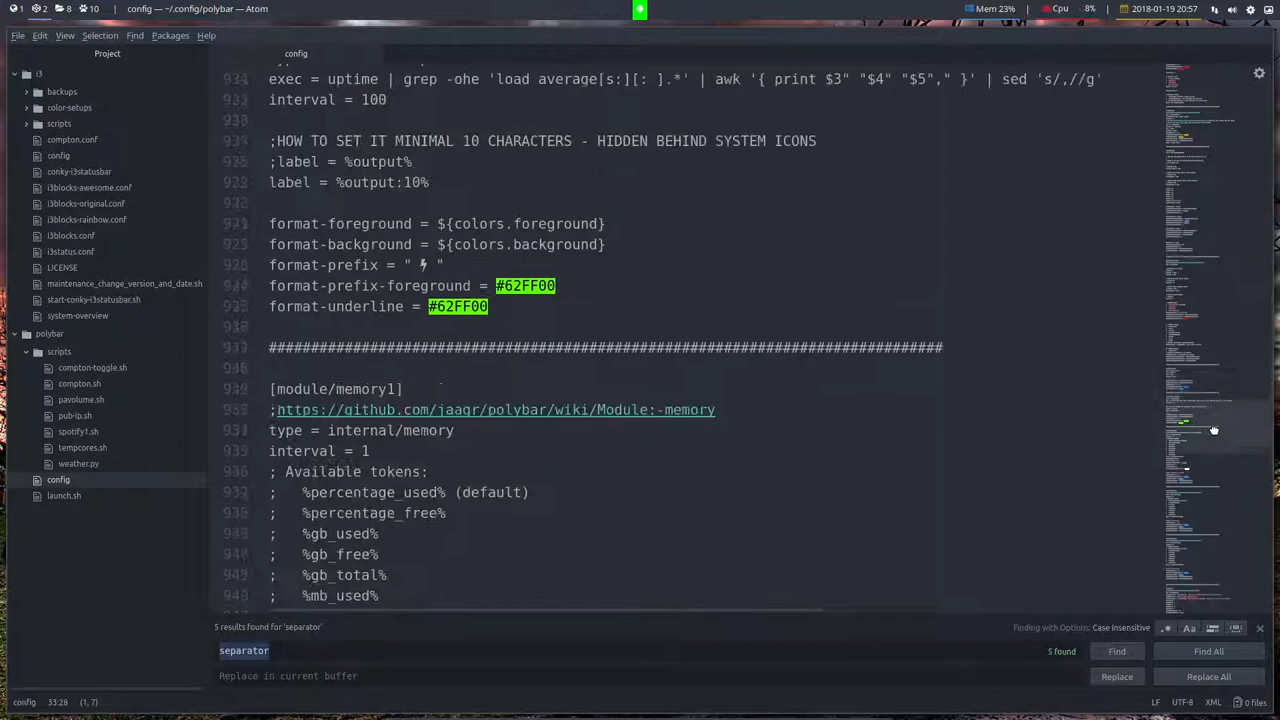 1 2 8 10 config — ~/.config/polybar — Atom Mem 23% Cpu 8% 2018-01-19 20:57
File Edit View Selection Find Packages Help
Project
config
i3
backups
color-setups
scripts
compton.conf
config
conky-i3statusbar
i3blocks-awesome.conf
i3blocks-original.conf
i3blocks-rainbow.conf
i3blocks.conf
i3status.conf
LICENSE
maintenance_change_version_and_date.sh
start-conky-i3statusbar.sh
system-overview
polybar
scripts
compton-toggle.sh
compton.sh
pavolume.sh
pub-ip.sh
spotify1.sh
tempcores.sh
weather.py
config
launch.sh
exec = uptime | grep -ohe 'load average[s:][: ].*' | awk '{ print $3" "$4" "$5"," }' | sed 's/,//g
interval = 100
HIDDEN BEHIND SYSTEM ICONS
;label = %output%
label = %output:10%
format-foreground = ${colors.foreground}
format-background = ${colors.background}
format-prefix = " "
format-prefix-foreground = #62FF00
format-underline = #62FF00
################################################################################
[module/memory1]
;https://github.com/jaagr/polybar/wiki/Module:-memory
type = internal/memory
interval = 1
; Available tokens:
; %percentage_used% (default)
; %percentage_free%
; %gb_used%
; %gb_free%
; %gb_total%
; %mb_used%
5 results found for 'separator' Finding with Options: Case Insensitive .* Aa
separator 5 found Find Find All
Replace in current buffer Replace Replace All
config 33:28 (1, 7) LF UTF-8 XML 0 files